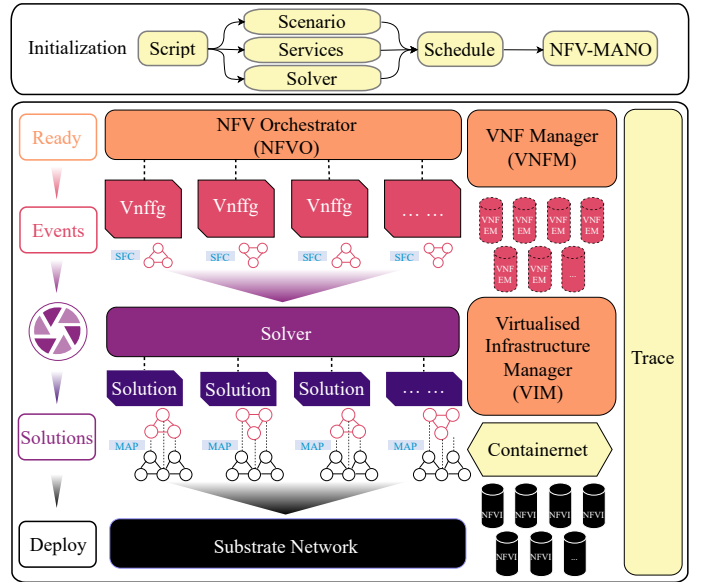 Initialization
Script
Scenario
Services
Solver
Schedule
NFV-MANO
Ready
NFV Orchestrator
(NFVO)
VNF Manager
(VNFM)
Vnffg
Vnffg
Vnffg
... ...
Events
SFC
SFC
SFC
SFC
VNF
EM
VNF
EM
VNF
EM
VNF
EM
VNF
EM
VNF
EM
...
Solver
Virtualised
Infrastructure
Manager
(VIM)
Trace
Solution
Solution
Solution
... ...
Solutions
MAP
MAP
MAP
MAP
Containernet
NFVI
NFVI
NFVI
NFVI
NFVI
NFVI
...
Deploy
Substrate Network